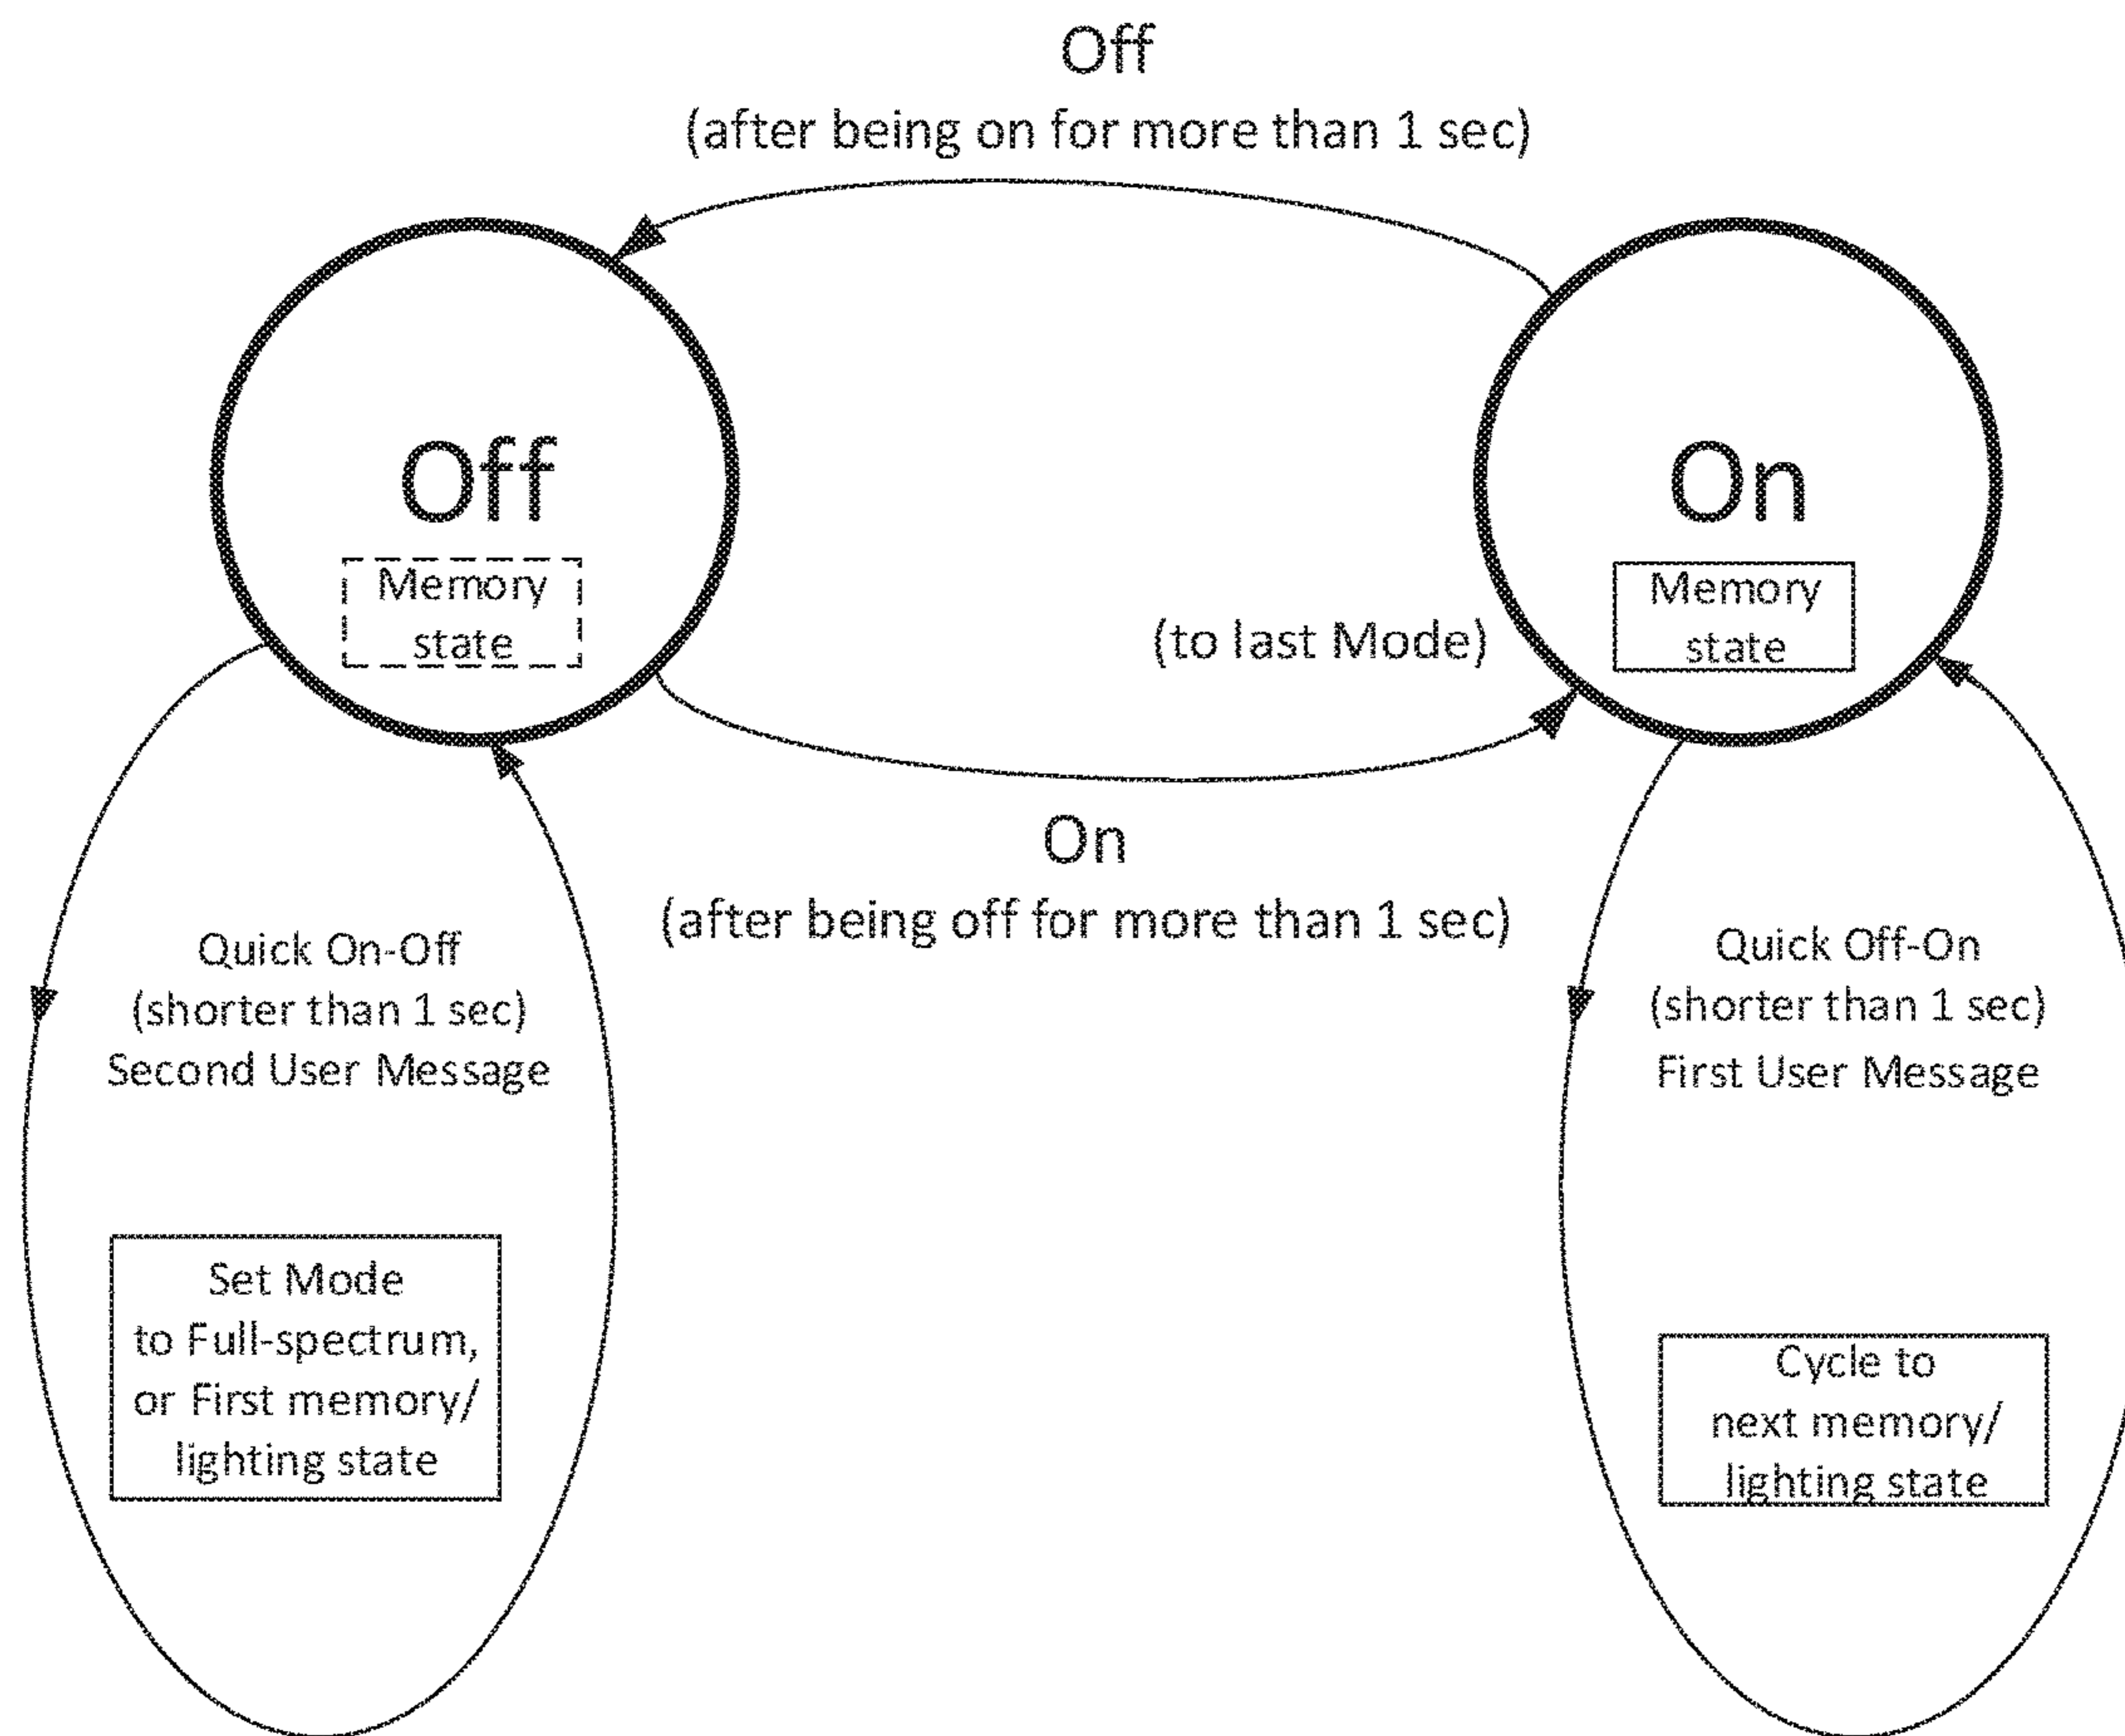 Off
(after being on for more than 1 sec)
Off
Memory
state
On
Memory
state
(to last Mode)
On
(after being off for more than 1 sec)
Quick On-Off
(shorter than 1 sec)
Second User Message
Quick Off-On
(shorter than 1 sec)
First User Message
Set Mode
to Full-spectrum,
or First memory/
lighting state
Cycle to
next memory/
lighting state